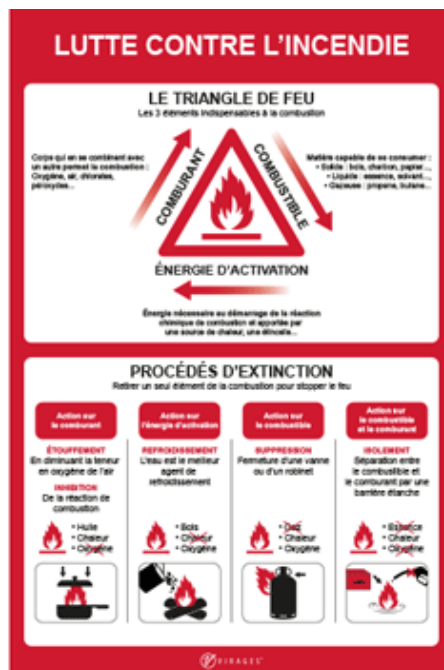 LUTTE CONTRE L'INCENDIE
LE TRIANGLE DE FEU
Les 3 éléments indispensables à la combustion
Corps qui en se combinant avec
un autre permet la combustion :
Oxygène, air, chlorates,
peroxydes...
COMBURANT
COMBUSTIBLE
Matière capable de se consumer :
• Solide : bois, charbon, papier...,
• Liquide : essence, solvant...,
• Gazeuse : propane, butane...
ÉNERGIE D'ACTIVATION
Énergie nécessaire au démarrage de la réaction
chimique de combustion et apportée par
une source de chaleur, une étincelle...
PROCÉDÉS D'EXTINCTION
Retirer un seul élément de la combustion pour stopper le feu
Action sur
le comburant
ÉTOUFFEMENT
En diminuant la teneur
en oxygène de l'air
INHIBITION
De la réaction de
combustion
• Huile
• Chaleur
• Oxygène
Action sur
l'énergie d'activation
REFROIDISSEMENT
L'eau est le meilleur
agent de
refroidissement
• Bois
• Chaleur
• Oxygène
Action sur
le combustible
SUPPRESSION
Fermeture d'une vanne
ou d'un robinet
• Gaz
• Chaleur
• Oxygène
Action sur
le combustible
et le comburant
ISOLEMENT
Séparation entre
le combustible et
le comburant par une
barrière étanche
• Essence
• Chaleur
• Oxygène
VIRAGES